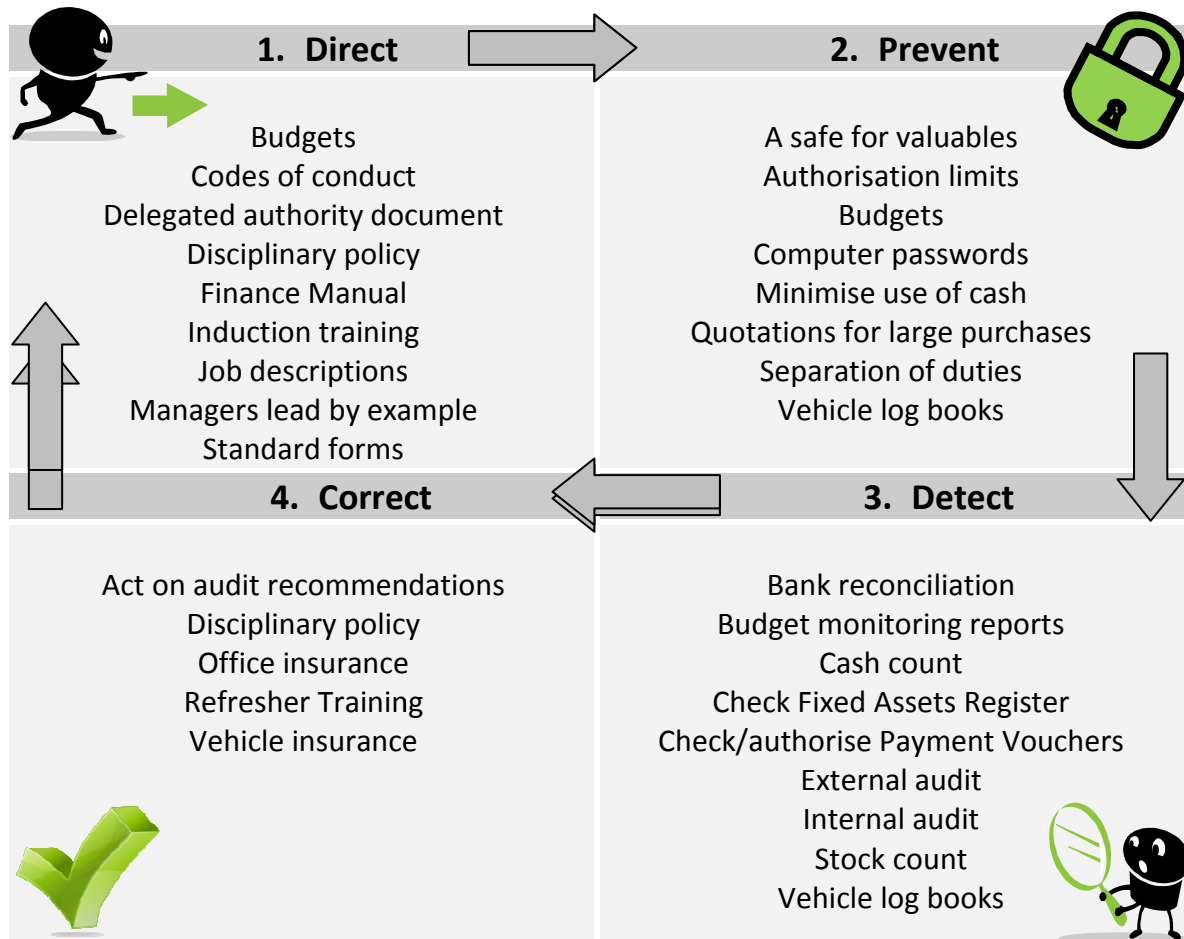 1. Direct
Budgets
Codes of conduct
Delegated authority document
Disciplinary policy
Finance Manual
Induction training
Job descriptions
Managers lead by example
Standard forms
2. Prevent
A safe for valuables
Authorisation limits
Budgets
Computer passwords
Minimise use of cash
Quotations for large purchases
Separation of duties
Vehicle log books
3. Detect
Bank reconciliation
Budget monitoring reports
Cash count
Check Fixed Assets Register
Check/authorise Payment Vouchers
External audit
Internal audit
Stock count
Vehicle log books
4. Correct
Act on audit recommendations
Disciplinary policy
Office insurance
Refresher Training
Vehicle insurance